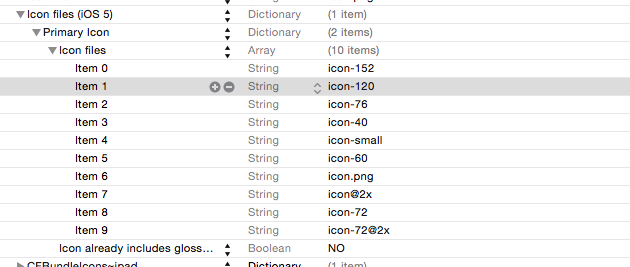 Icon files (iOS 5) Dictionary (1 item)
Primary Icon Dictionary (2 items)
Icon files Array (10 items)
Item 0 String icon-152
Item 1 String icon-120
Item 2 String icon-76
Item 3 String icon-40
Item 4 String icon-small
Item 5 String icon-60
Item 6 String icon.png
Item 7 String icon@2x
Item 8 String icon-72
Item 9 String icon-72@2x
Icon already includes gloss... Boolean NO
CFBundleIcons~ipad Dictionary (1 item)